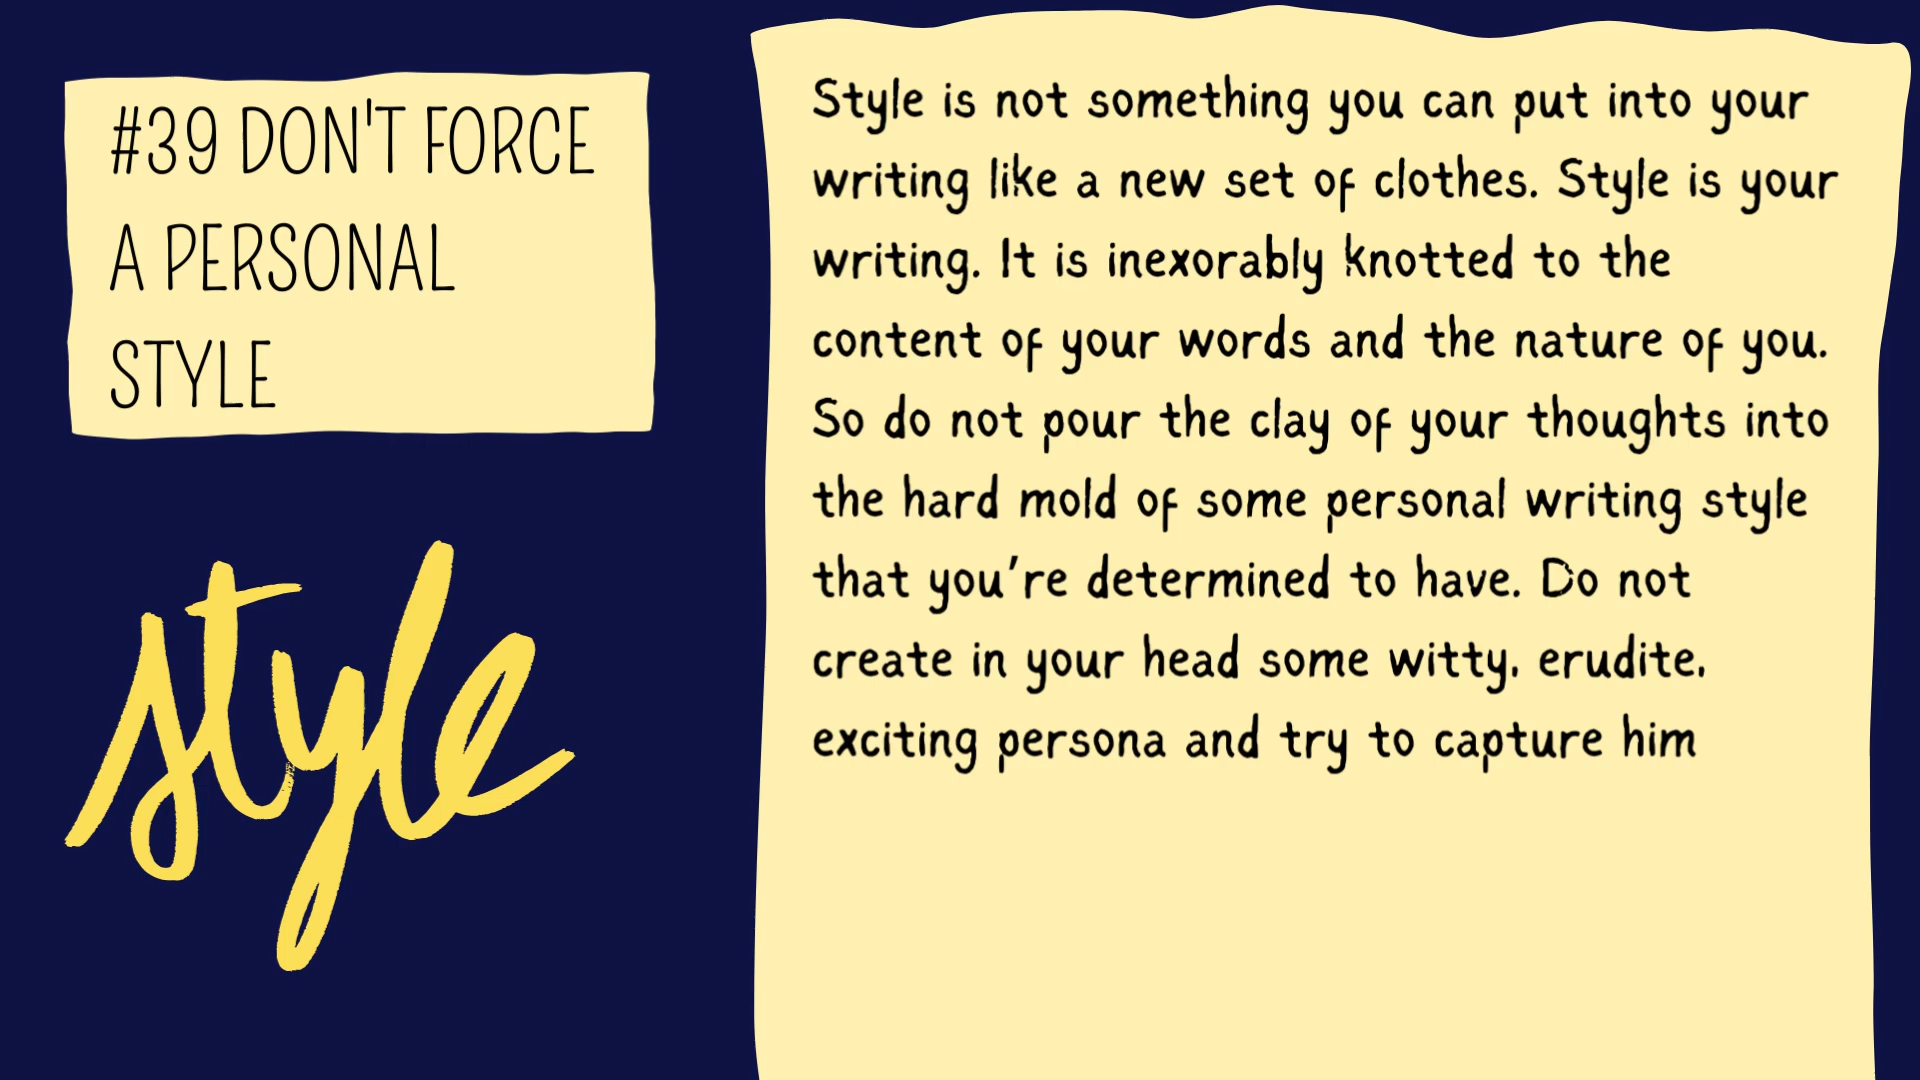 #39 DON'T FORCE
A PERSONAL
STYLE
style
Style is not something you can put into your
writing like a new set of clothes. Style is your
writing. It is inexorably knotted to the
content of your words and the nature of you.
So do not pour the clay of your thoughts into
the hard mold of some personal writing style
that you’re determined to have. Do not
create in your head some witty, erudite,
exciting persona and try to capture him